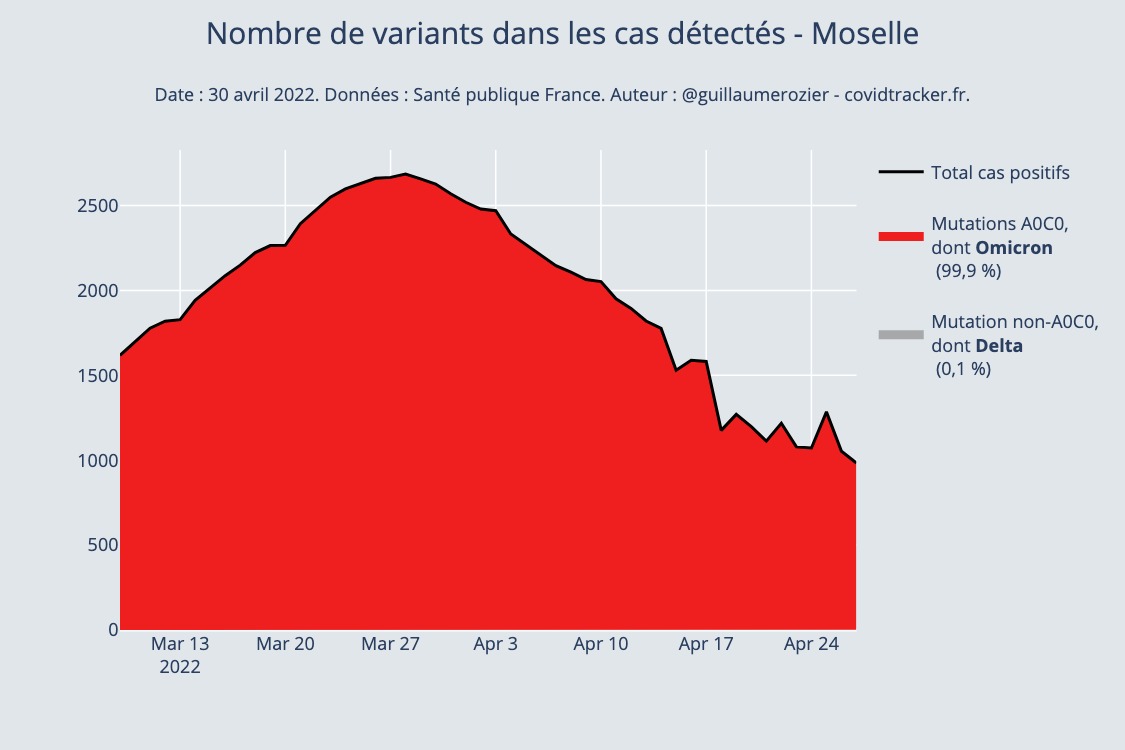 Nombre de variants dans les cas détectés - Moselle
Date : 30 avril 2022. Données : Santé publique France. Auteur : @guillaumerozier - covidtracker.fr.
Total cas positifs
Mutations A0C0,
dont Omicron
(99,9 %)
Mutation non-A0C0,
dont Delta
(0,1 %)
2500
2000
1500
1000
500
0
Mar 13 Mar 20 Mar 27 Apr 3 Apr 10 Apr 17 Apr 24
2022